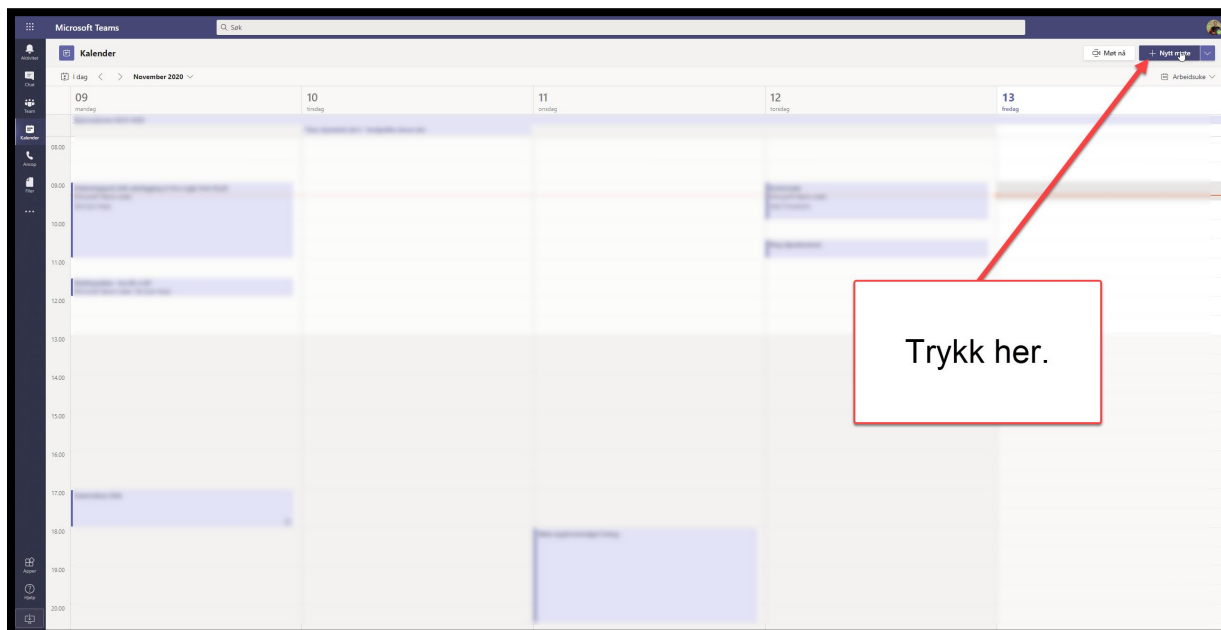 Microsoft Teams
Søk
Aktivitet
Kalender
Møt nå
+ Nytt møte
Chat
I dag
November 2020
Arbeidsuke
Team
09
mandag
10
tirsdag
11
onsdag
12
torsdag
13
fredag
Kalender
Anrop
Filer
08.00
09.00
10.00
11.00
12.00
13.00
14.00
15.00
16.00
17.00
18.00
19.00
20.00
Trykk her.
Apper
Hjelp